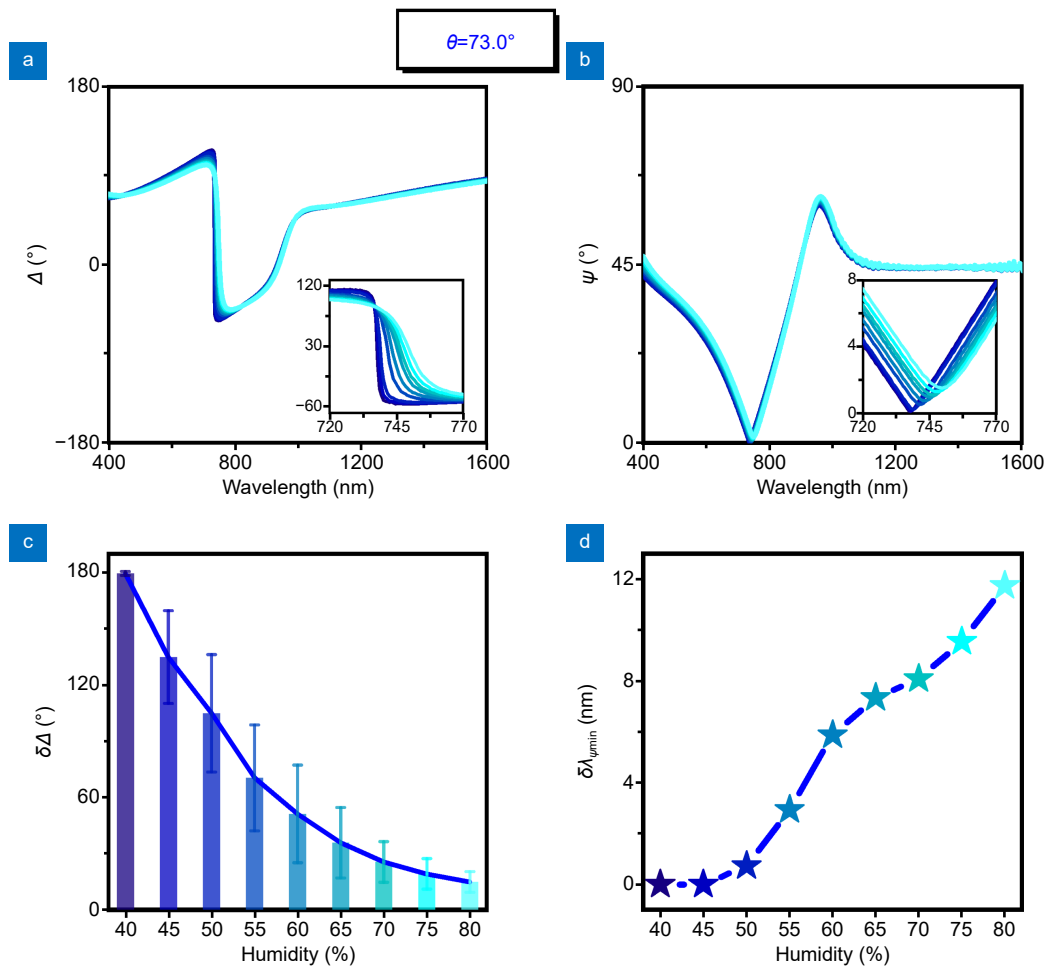 θ=73.0°
a
180
0
−180
Δ (°)
400
800
1200
1600
Wavelength (nm)
120
30
−60
720
745
770
b
90
45
0
ψ (°)
400
800
1200
1600
Wavelength (nm)
8
4
0
720
745
770
c
180
120
60
0
δΔ (°)
40 45 50 55 60 65 70 75 80
Humidity (%)
d
12
8
4
0
δλψmin (nm)
40 45 50 55 60 65 70 75 80
Humidity (%)